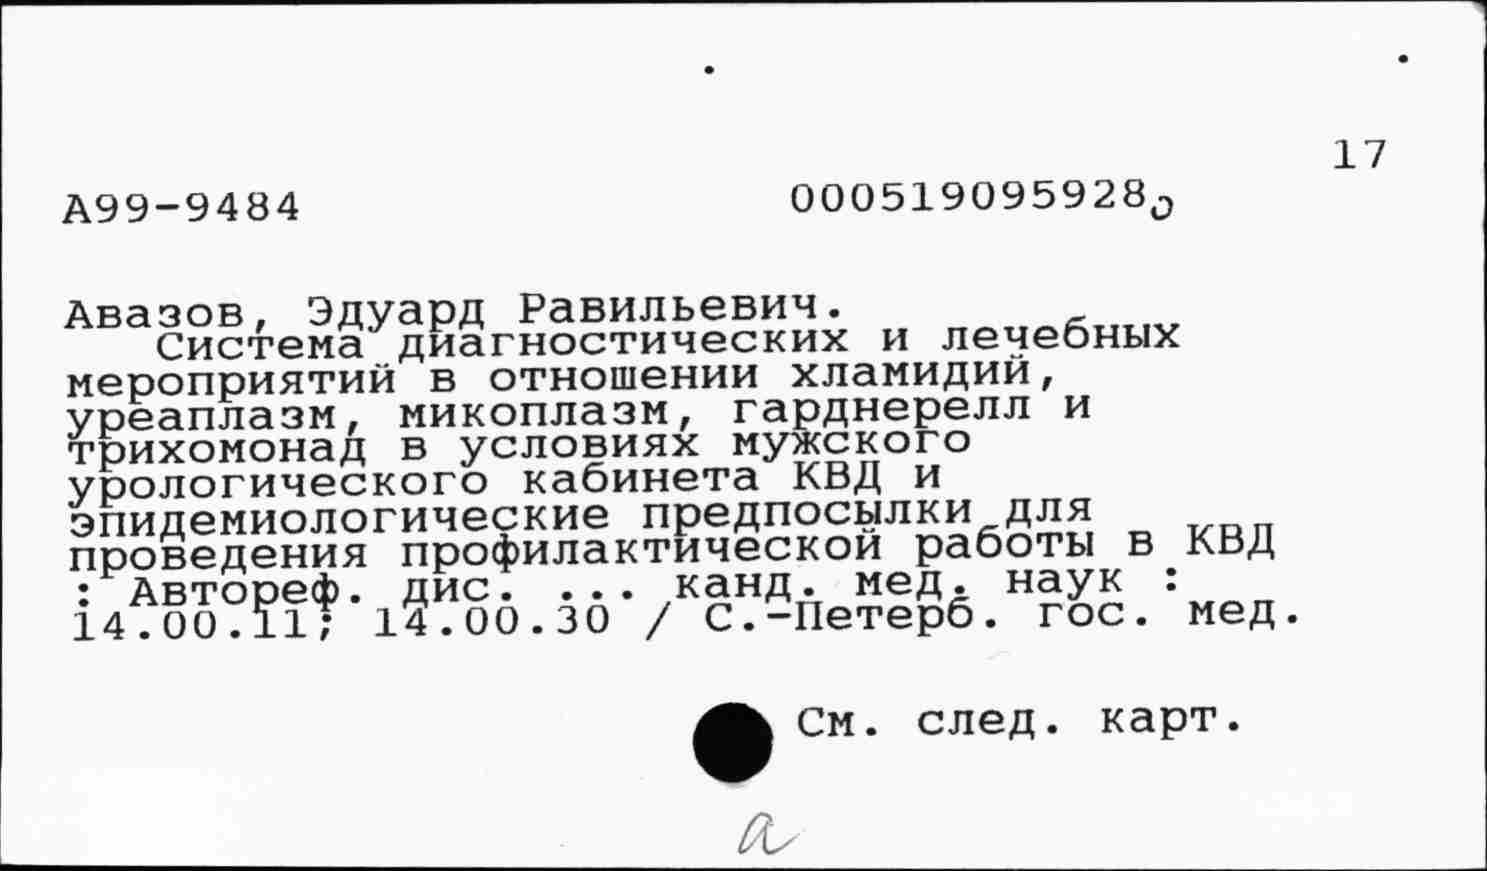 17
А99-9484 000519095928
Авазов, Эдуард Равильевич.
Система диагностических и лечебных
мероприятий в отношении хламидий,
уреаплазм, микоплазм, гарднерелл и
трихомонад в условиях мужского
урологического кабинета КВД и
эпидемиологические предпосылки для
проведения профилактической работы в КВД
: Автореф. дис. ... канд. мед. наук :
14.00.11; 14.00.30 / С.-Петерб. гос. мед.
См. след. карт.
а